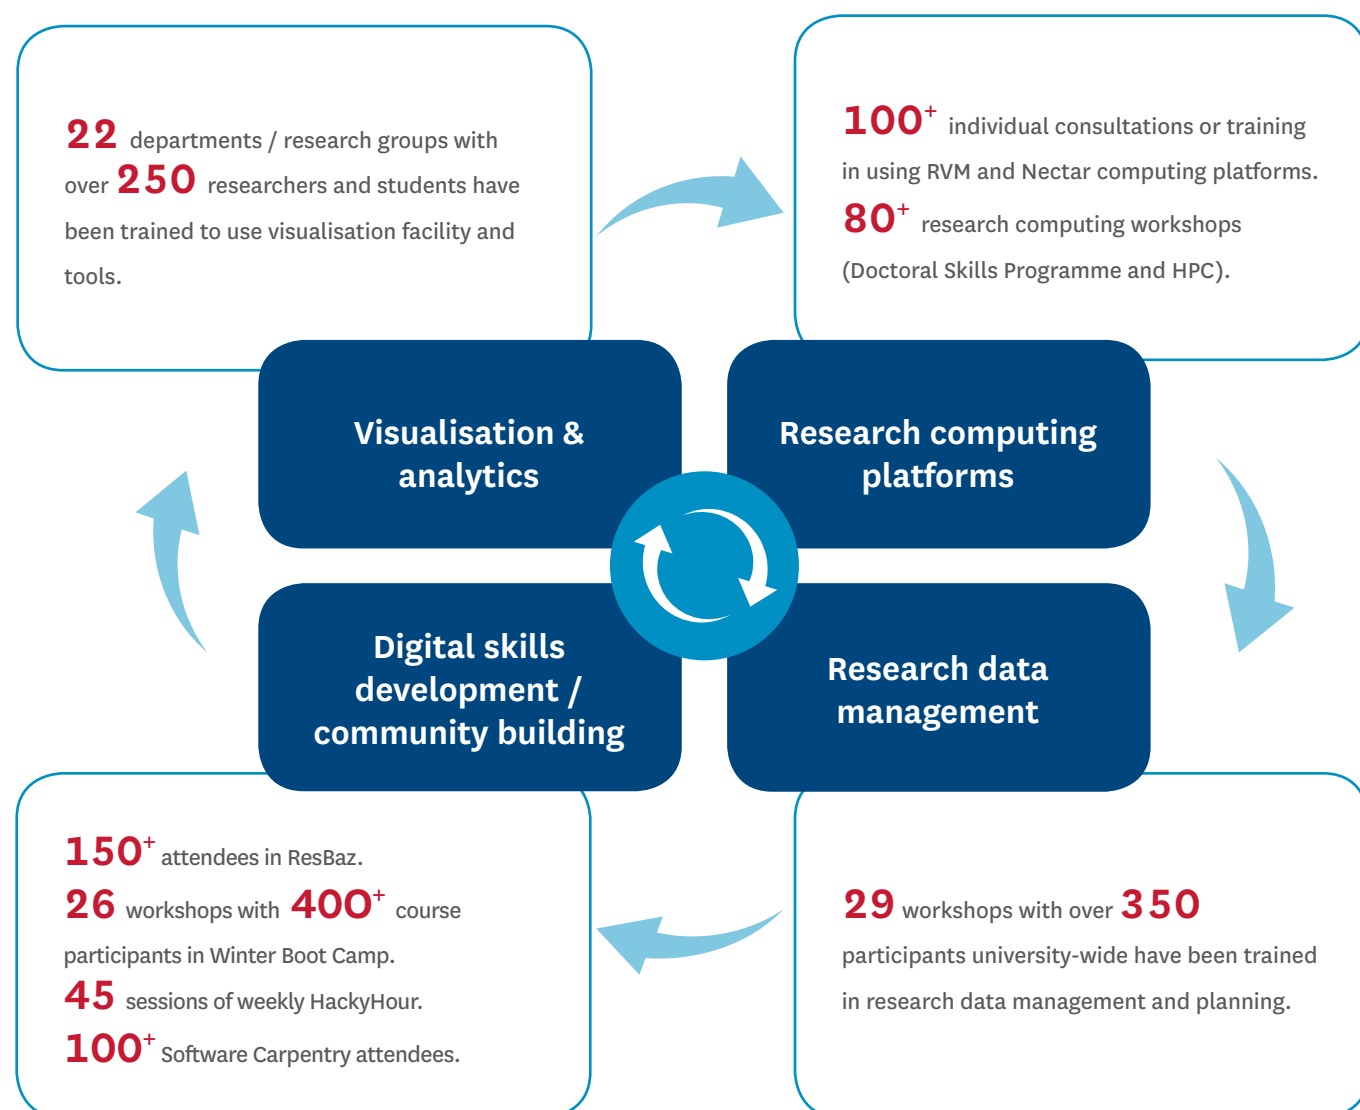 22 departments / research groups with
over 250 researchers and students have
been trained to use visualisation facility and
tools.
100+ individual consultations or training
in using RVM and Nectar computing platforms.
80+ research computing workshops
(Doctoral Skills Programme and HPC).
Visualisation &
analytics
Research computing
platforms
Digital skills
development /
community building
Research data
management
150+ attendees in ResBaz.
26 workshops with 400+ course
participants in Winter Boot Camp.
45 sessions of weekly HackyHour.
100+ Software Carpentry attendees.
29 workshops with over 350
participants university-wide have been trained
in research data management and planning.